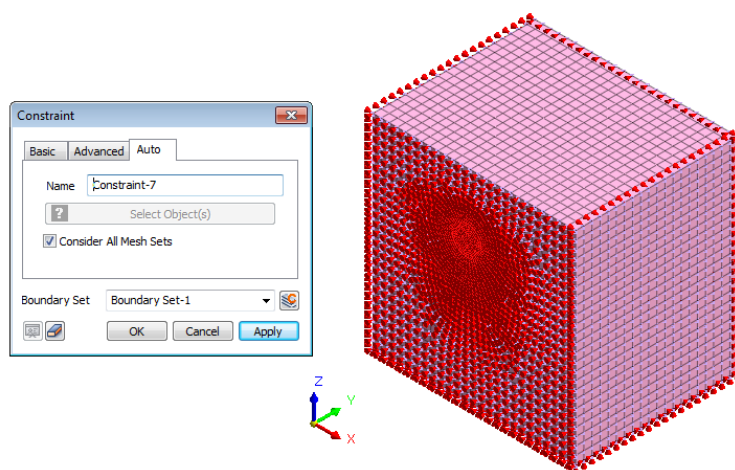 Constraint
Basic Advanced Auto
Name Constraint-7
? Select Object(s)
Consider All Mesh Sets
Boundary Set Boundary Set-1
OK Cancel Apply
Z
Y
X